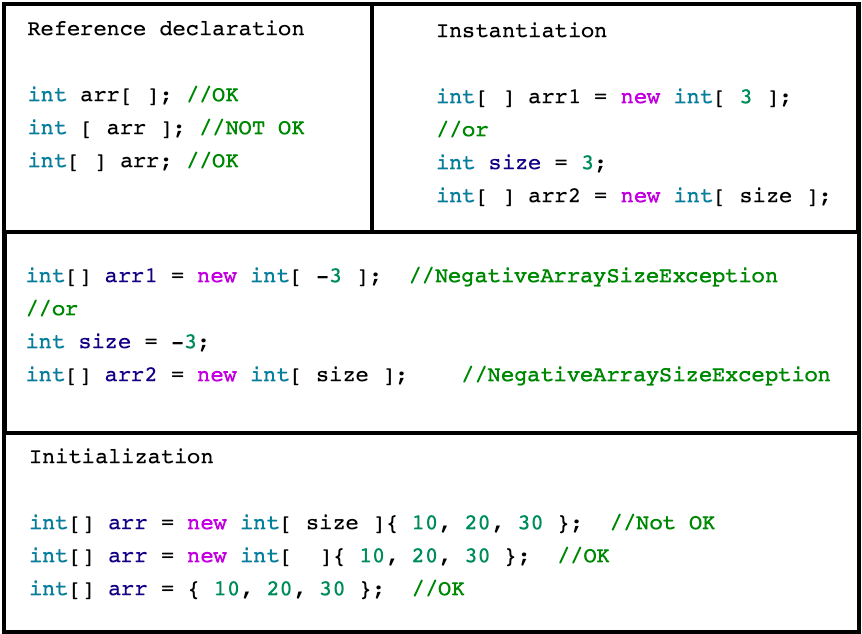 Reference declaration
int arr[ ]; //OK
int [ arr ]; //NOT OK
int[ ] arr; //OK
Instantiation
int[ ] arr1 = new int[ 3 ];
//or
int size = 3;
int[ ] arr2 = new int[ size ];
int[] arr1 = new int[ -3 ];  //NegativeArraySizeException
//or
int size = -3;
int[] arr2 = new int[ size ];    //NegativeArraySizeException
Initialization
int[] arr = new int[ size ]{ 10, 20, 30 };  //Not OK
int[] arr = new int[  ]{ 10, 20, 30 };  //OK
int[] arr = { 10, 20, 30 };  //OK